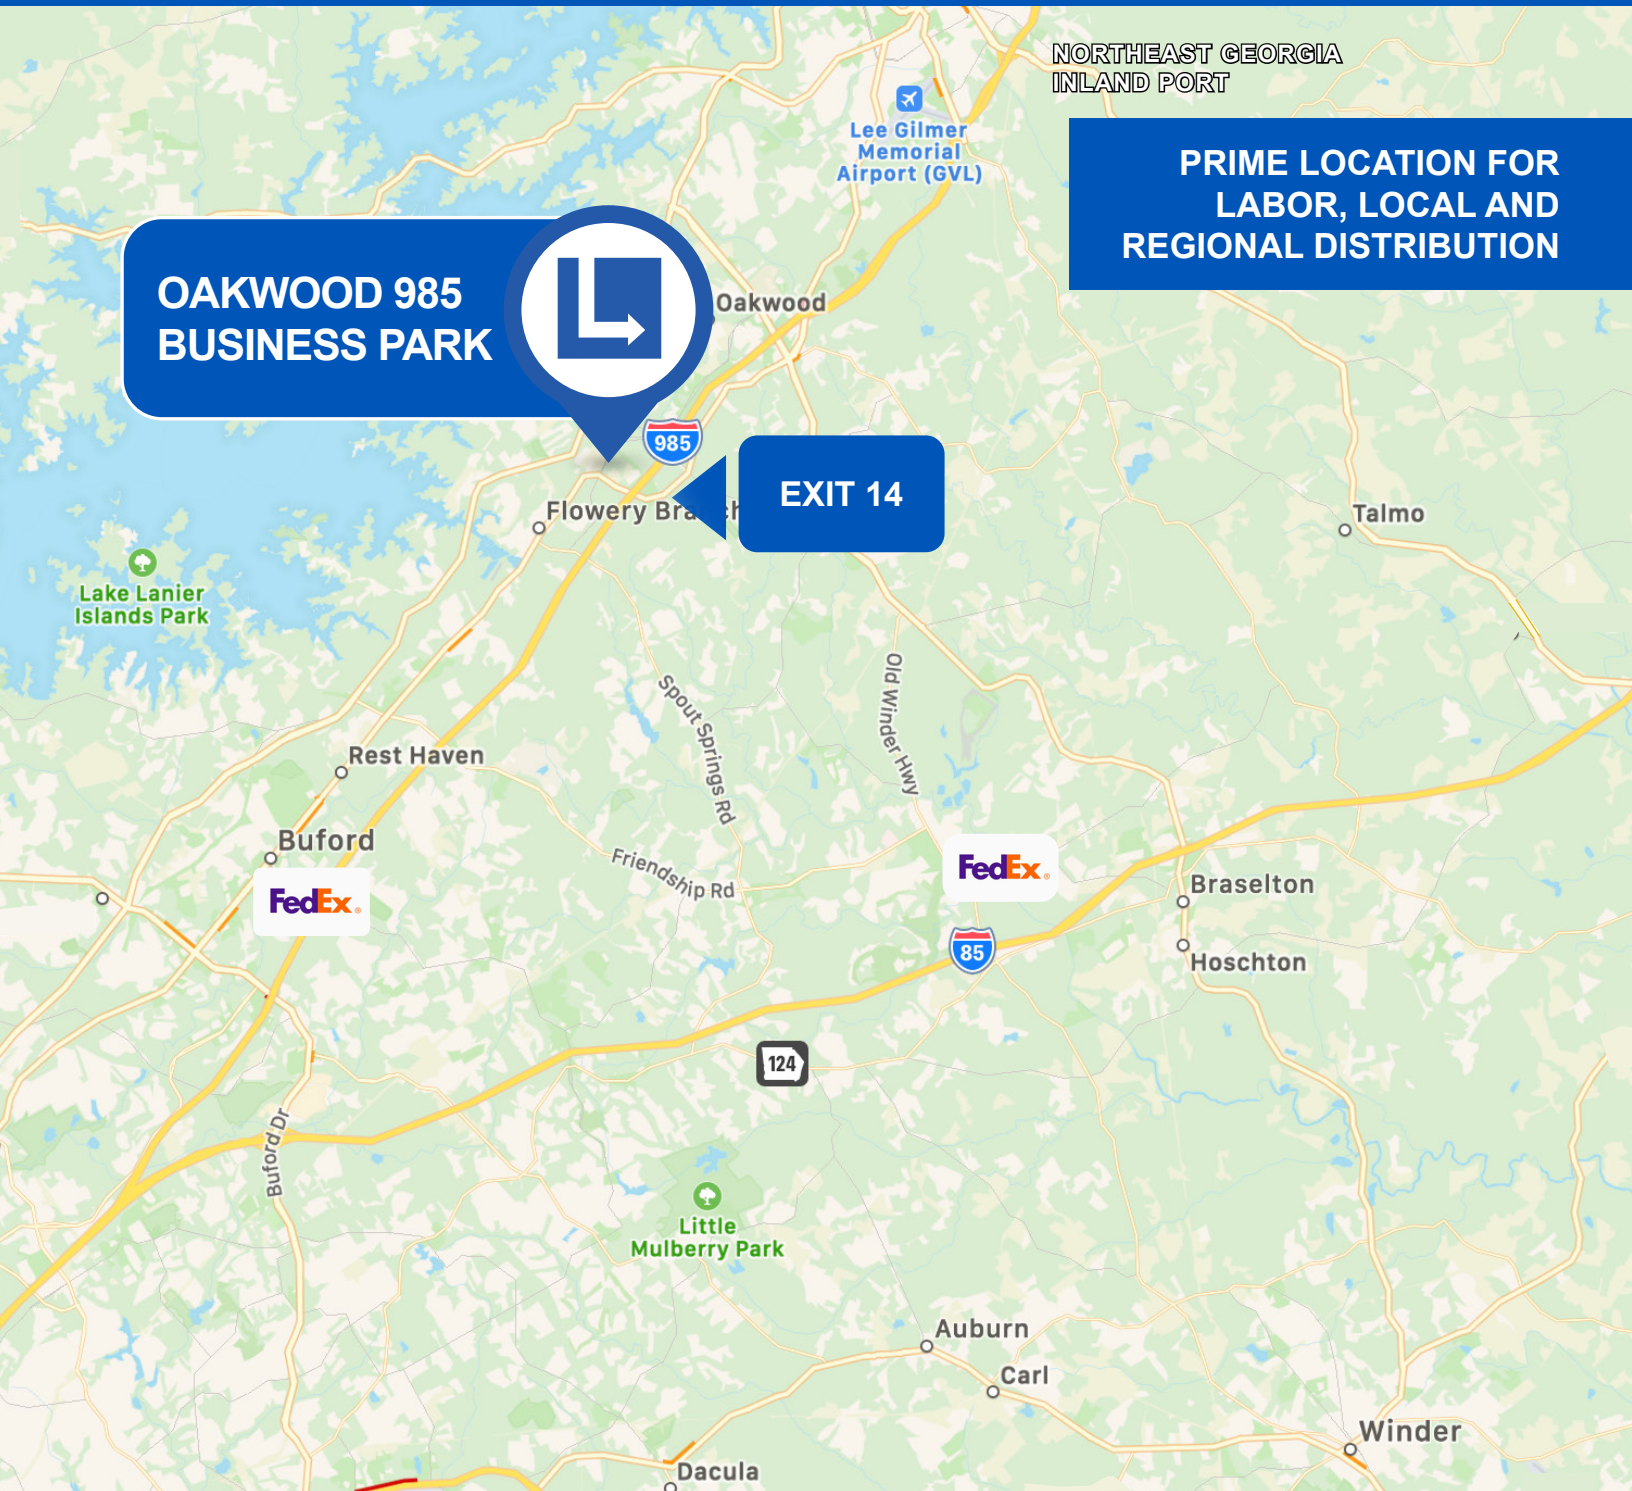 NORTHEAST GEORGIA
INLAND PORT
Lee Gilmer
Memorial
Airport (GVL)
PRIME LOCATION FOR
LABOR, LOCAL AND
REGIONAL DISTRIBUTION
OAKWOOD 985
BUSINESS PARK
Oakwood
985
EXIT 14
Flowery Branch
Talmo
Lake Lanier
Islands Park
Old Winder Hwy
Spout Springs Rd
Rest Haven
Buford
Friendship Rd
FedEx®
FedEx®
Braselton
85
Hoschton
124
Buford Dr
Little
Mulberry Park
Auburn
Carl
Winder
Dacula